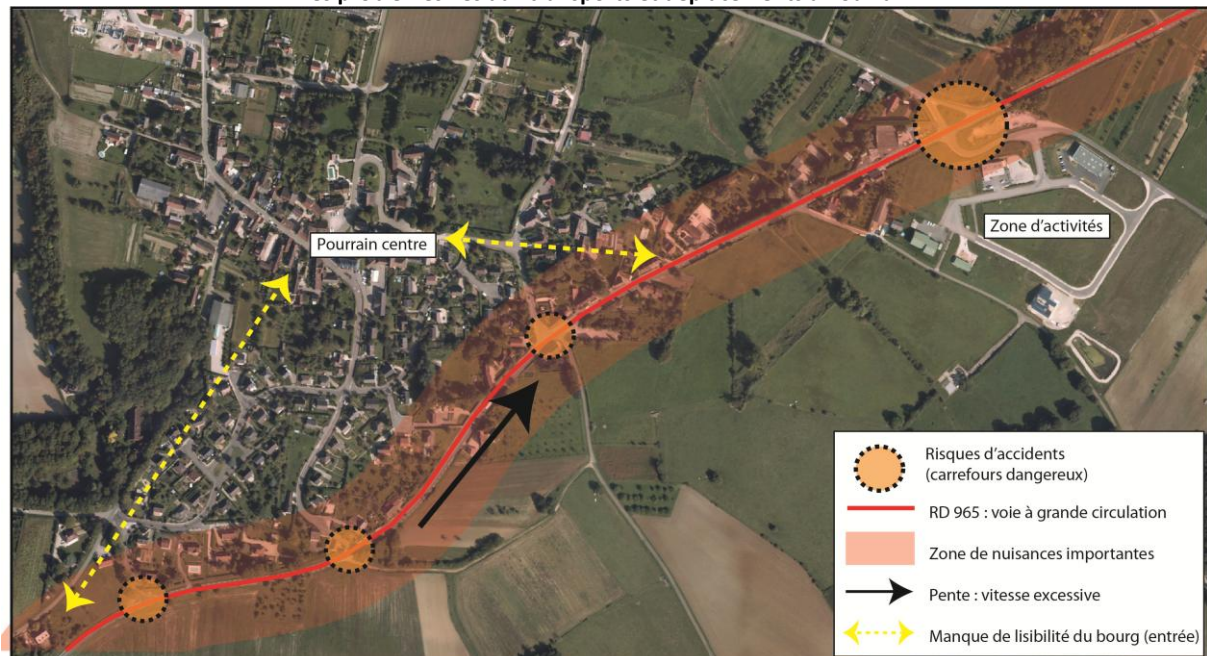 Pourrain centre
Zone d'activités
Risques d'accidents
(carrefours dangereux)
RD 965 : voie à grande circulation
Zone de nuisances importantes
Pente : vitesse excessive
Manque de lisibilité du bourg (entrée)